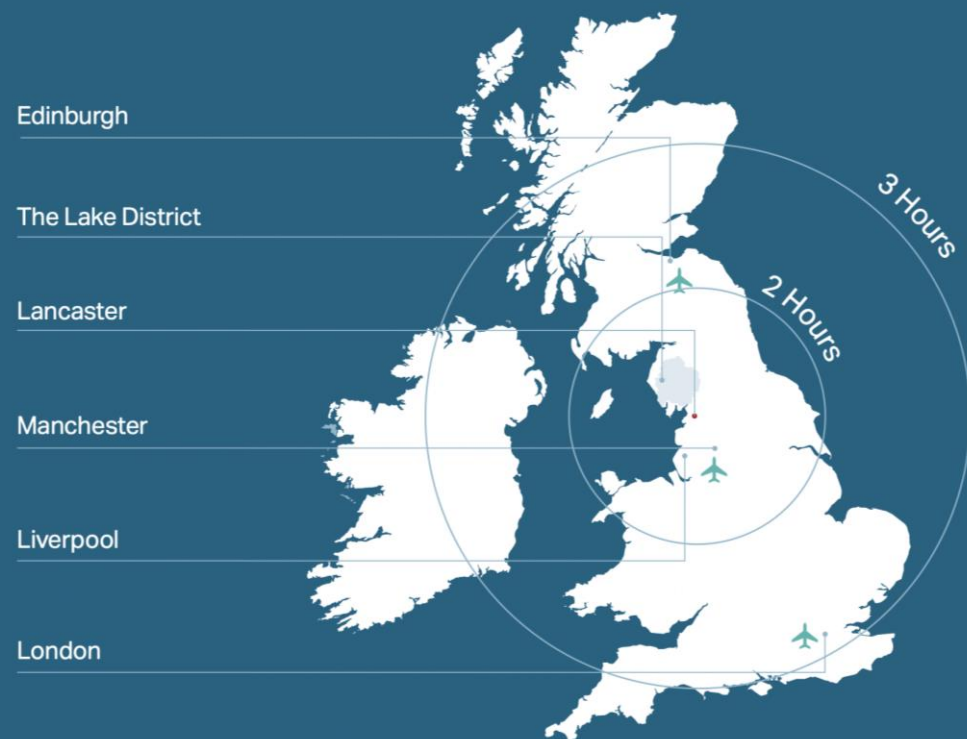 Edinburgh
The Lake District
Lancaster
Manchester
Liverpool
London
3 Hours
2 Hours